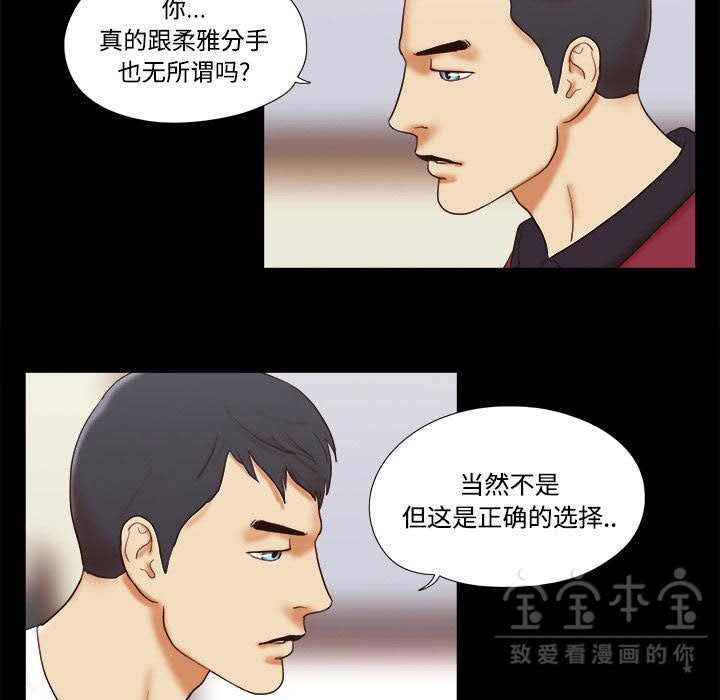 你...
真的跟柔雅分手
也无所谓吗?
当然不是
但这是正确的选择..
宝宝本宝
致爱看漫画的你